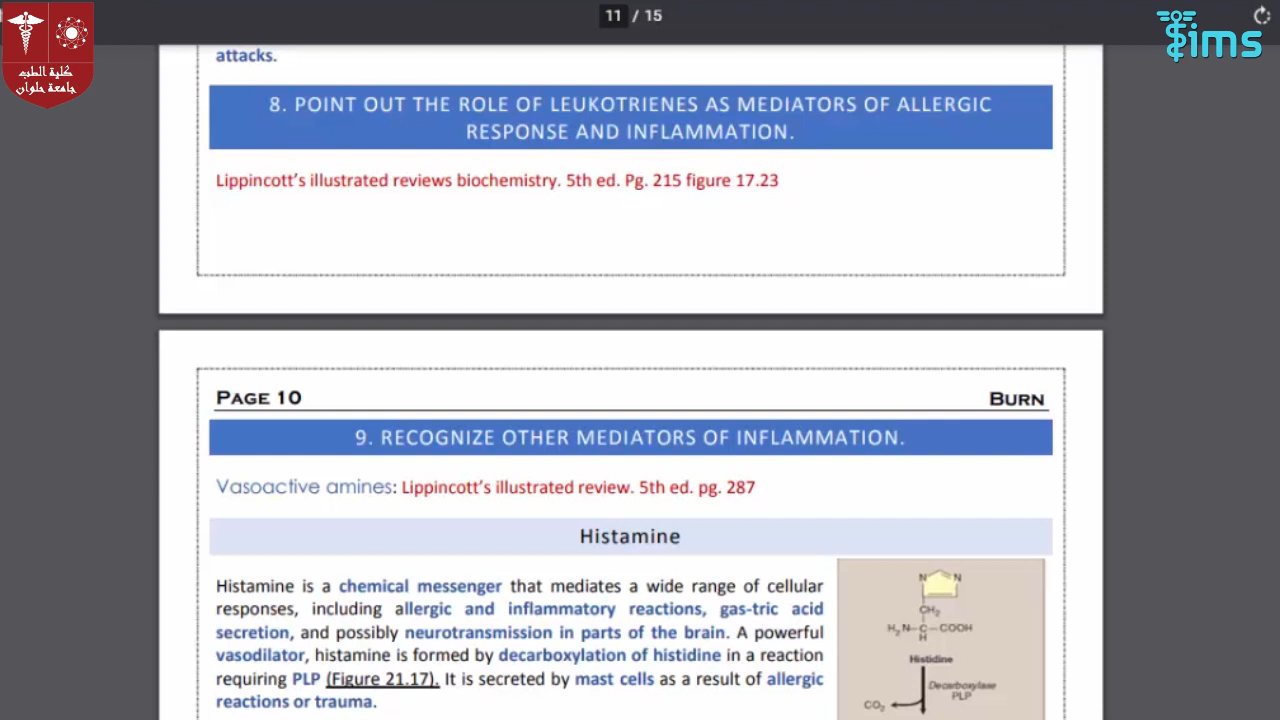 11 / 15
كلية الطب
جامعة حلوان
ims
attacks.
8. POINT OUT THE ROLE OF LEUKOTRIENES AS MEDIATORS OF ALLERGIC
RESPONSE AND INFLAMMATION.
Lippincott's illustrated reviews biochemistry. 5th ed. Pg. 215 figure 17.23
PAGE 10
BURN
9. RECOGNIZE OTHER MEDIATORS OF INFLAMMATION.
Vasoactive amines: Lippincott's illustrated review. 5th ed. pg. 287
Histamine
Histamine is a chemical messenger that mediates a wide range of cellular
responses, including allergic and inflammatory reactions, gas-tric acid
secretion, and possibly neurotransmission in parts of the brain. A powerful
vasodilator, histamine is formed by decarboxylation of histidine in a reaction
requiring PLP (Figure 21.17). It is secreted by mast cells as a result of allergic
reactions or trauma.
N N
CH2
H2N–C–COOH
H
Histidine
Decarboxylase
PLP
CO2